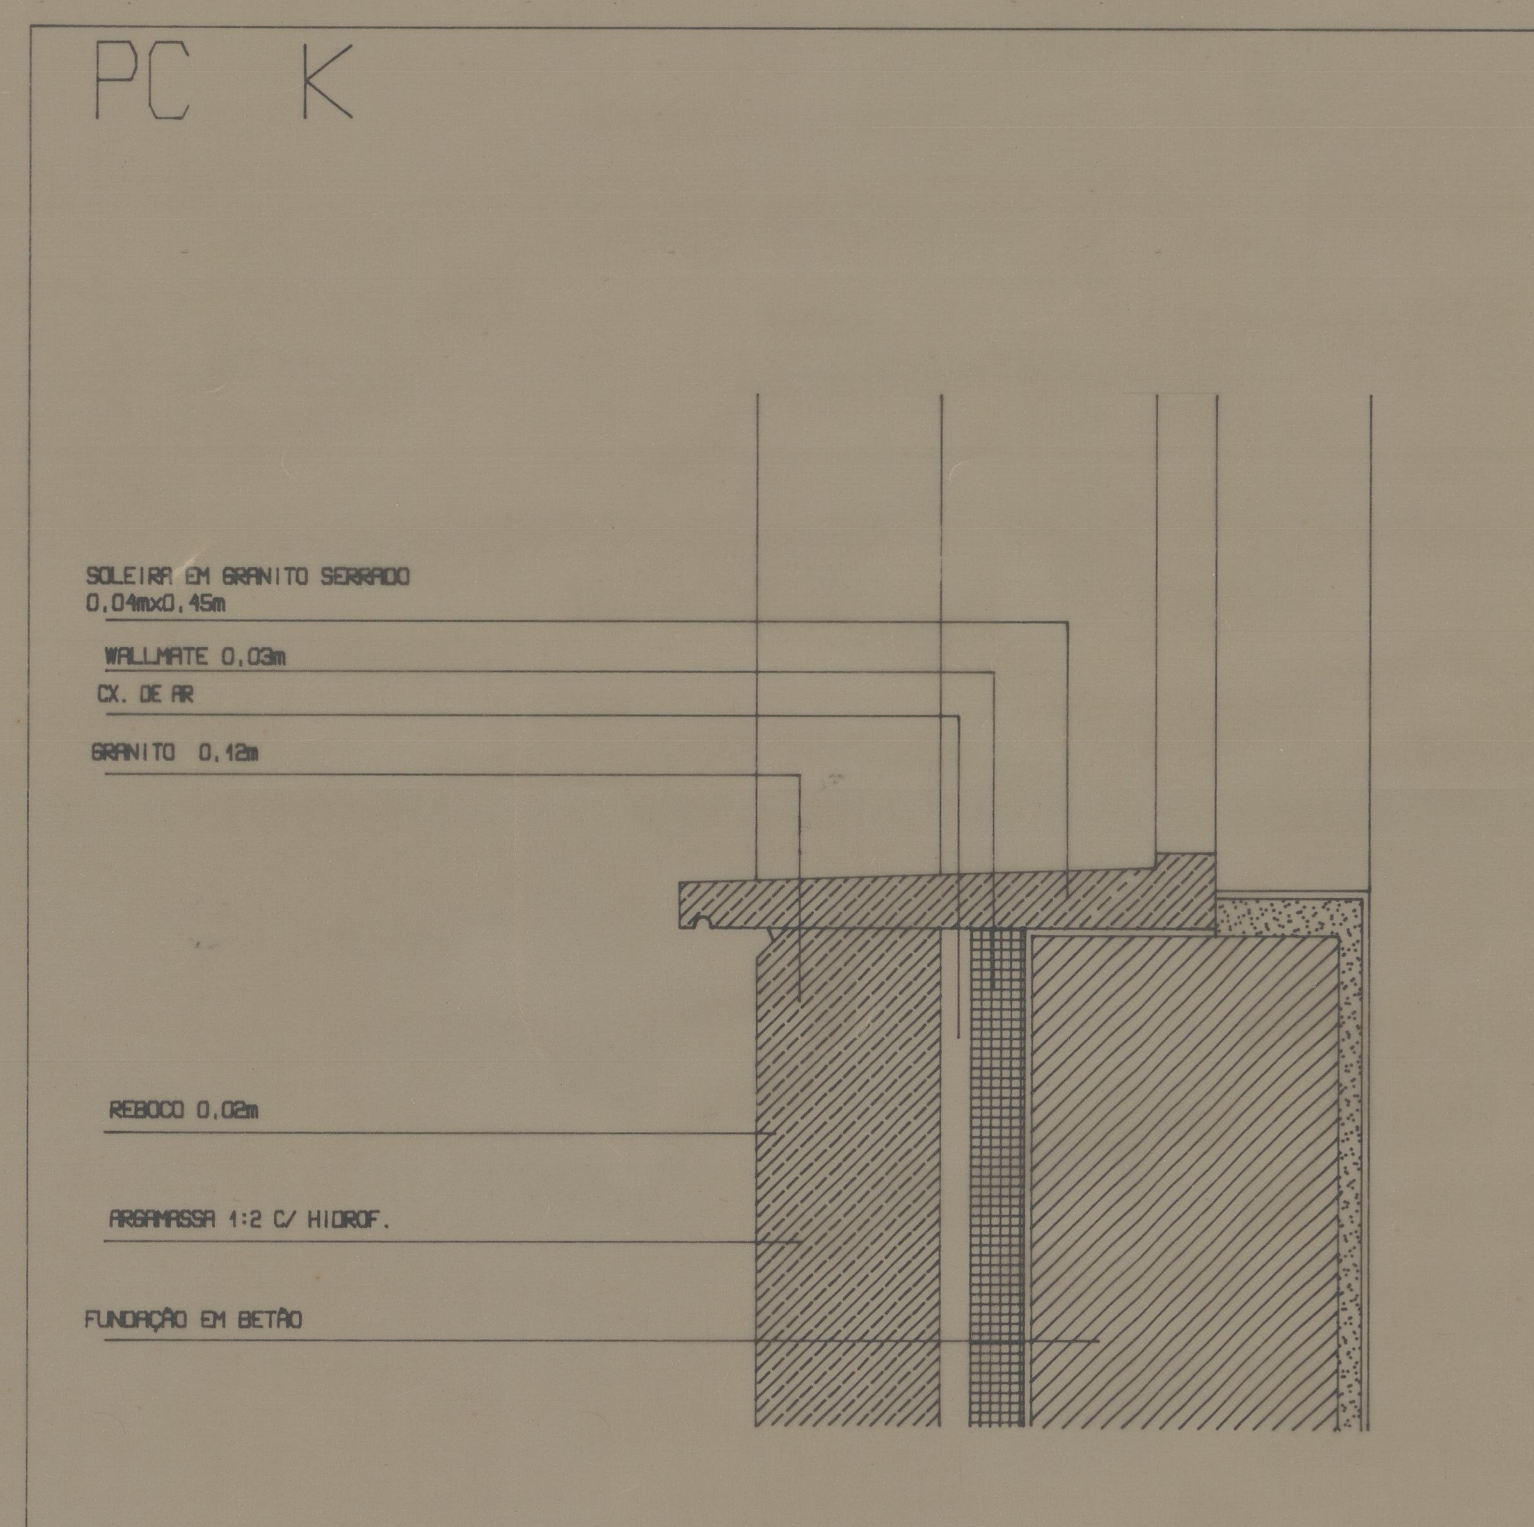 PC K
SOLEIRA EM GRANITO SERRADO
0,04mx0,45m
WALLMATE 0,03m
CX. DE AR
GRANITO 0,12m
REBOCO 0,02m
ARGAMASSA 1:2 C/ HIDROF.
FUNDAÇÃO EM BETÃO